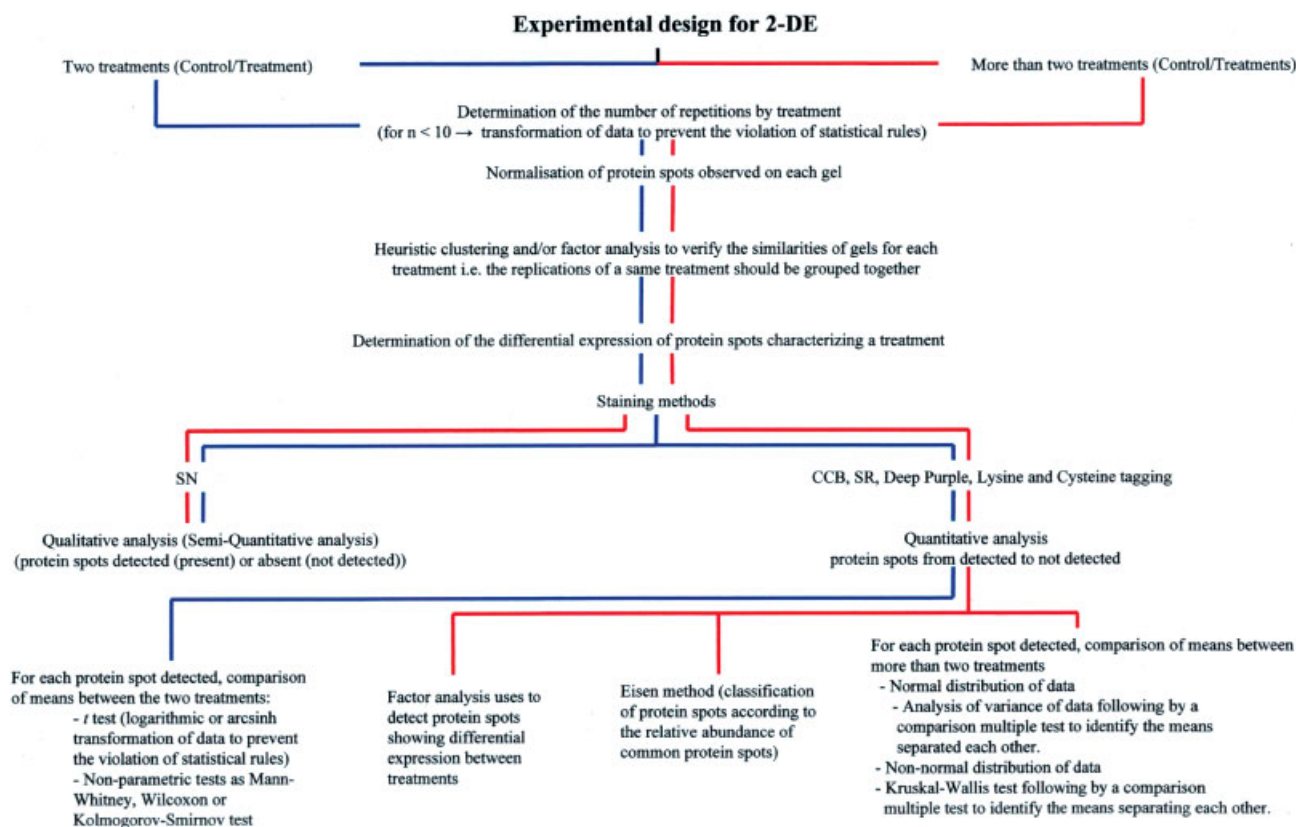 Experimental design for 2-DE
Two treatments (Control/Treatment)
More than two treatments (Control/Treatments)
Determination of the number of repetitions by treatment
(for n < 10 → transformation of data to prevent the violation of statistical rules)
Normalisation of protein spots observed on each gel
Heuristic clustering and/or factor analysis to verify the similarities of gels for each
treatment i.e. the replications of a same treatment should be grouped together
Determination of the differential expression of protein spots characterizing a treatment
Staining methods
SN
CCB, SR, Deep Purple, Lysine and Cysteine tagging
Qualitative analysis (Semi-Quantitative analysis)
(protein spots detected (present) or absent (not detected))
Quantitative analysis
protein spots from detected to not detected
For each protein spot detected, comparison
of means between the two treatments:
- t test (logarithmic or arcsinh
transformation of data to prevent
the violation of statistical rules)
- Non-parametric tests as Mann-
Whitney, Wilcoxon or
Kolmogorov-Smirnov test
Factor analysis uses to
detect protein spots
showing differential
expression between
treatments
Eisen method (classification
of protein spots according to
the relative abundance of
common protein spots)
For each protein spot detected, comparison of means between
more than two treatments
- Normal distribution of data
- Analysis of variance of data following by a
comparison multiple test to identify the means
separated each other.
- Non-normal distribution of data
- Kruskal-Wallis test following by a comparison
multiple test to identify the means separating each other.